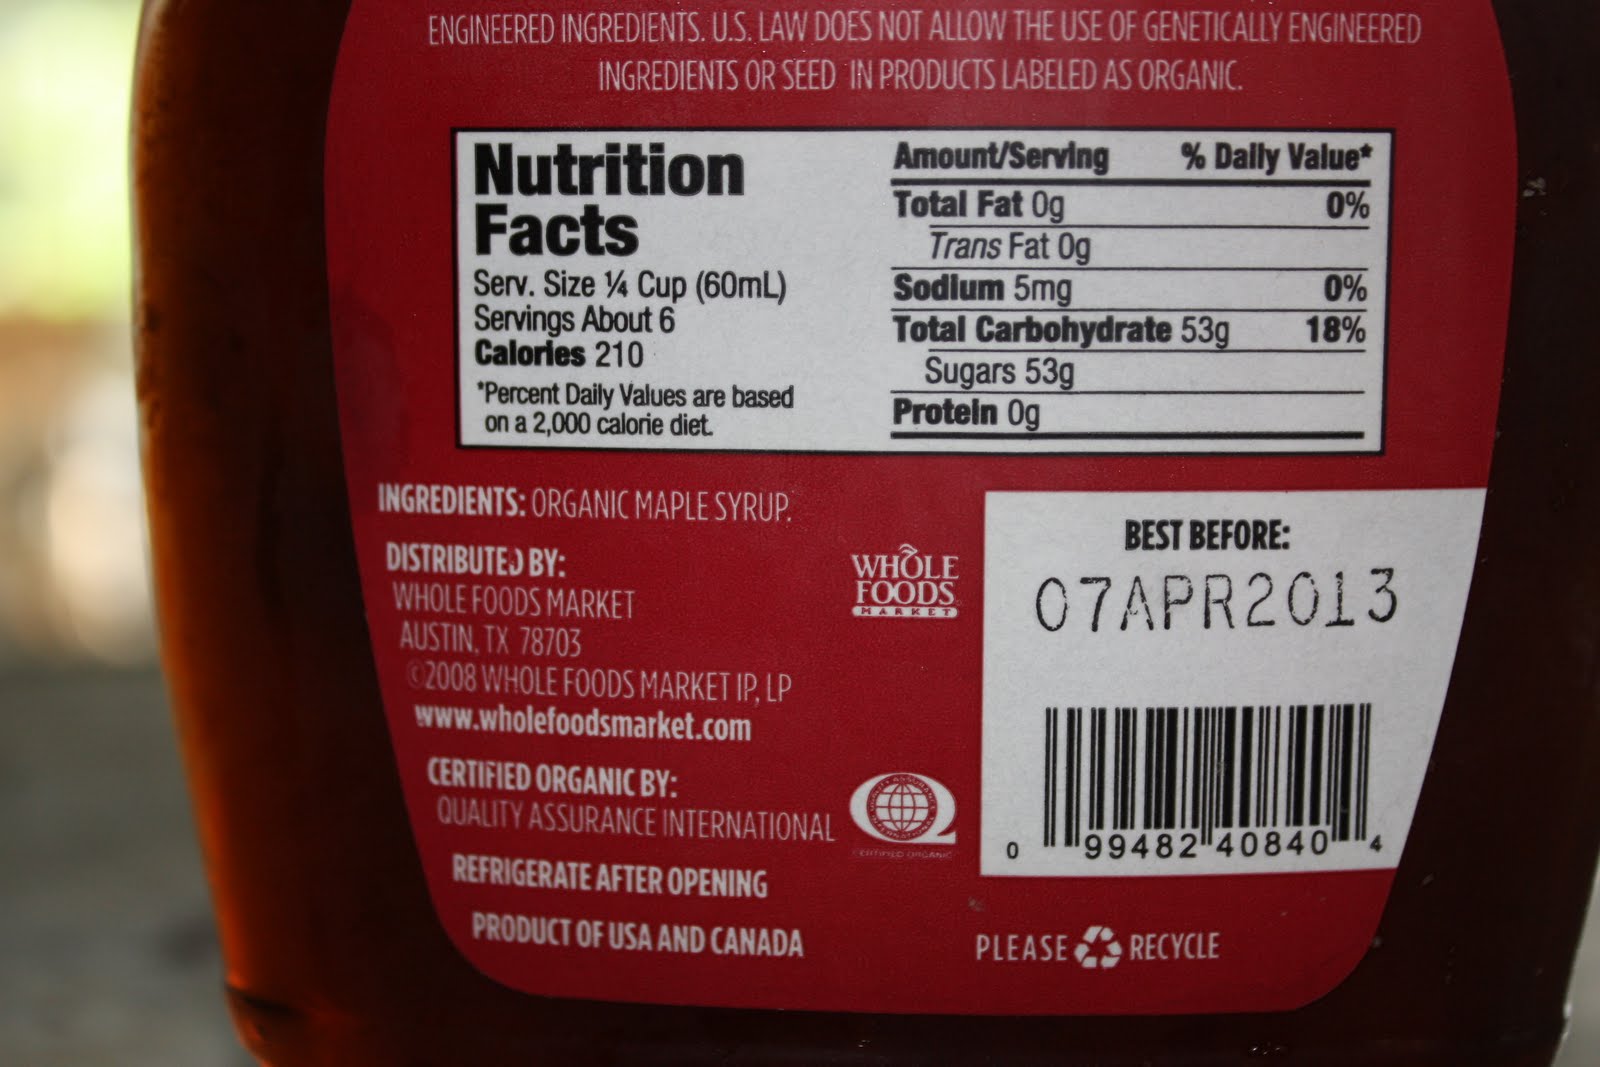 ENGINEERED INGREDIENTS. U.S. LAW DOES NOT ALLOW THE USE OF GENETICALLY ENGINEERED
INGREDIENTS OR SEED IN PRODUCTS LABELED AS ORGANIC.
Nutrition
Facts
Serv. Size ¼ Cup (60mL)
Servings About 6
Calories 210
*Percent Daily Values are based
on a 2,000 calorie diet.
Amount/Serving % Daily Value*
Total Fat 0g 0%
Trans Fat 0g
Sodium 5mg 0%
Total Carbohydrate 53g 18%
Sugars 53g
Protein 0g
INGREDIENTS: ORGANIC MAPLE SYRUP.
DISTRIBUTED BY:
WHOLE FOODS MARKET
AUSTIN, TX 78703
©2008 WHOLE FOODS MARKET IP, LP
www.wholefoodsmarket.com
CERTIFIED ORGANIC BY:
QUALITY ASSURANCE INTERNATIONAL
REFRIGERATE AFTER OPENING
PRODUCT OF USA AND CANADA
WHOLE
FOODS
MARKET
QUALITY ASSURANCE INTERNATIONAL
CERTIFIED ORGANIC
BEST BEFORE:
07APR2013
0 99482 40840 4
PLEASE RECYCLE